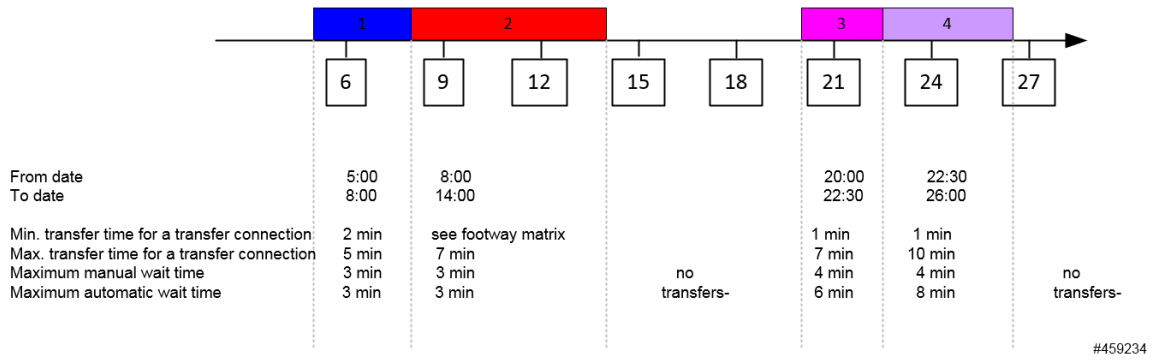 1 2 3 4
6 9 12 15 18 21 24 27
From date 5:00 8:00 20:00 22:30
To date 8:00 14:00 22:30 26:00
Min. transfer time for a transfer connection 2 min see footway matrix 1 min 1 min
Max. transfer time for a transfer connection 5 min 7 min 7 min 10 min
Maximum manual wait time 3 min 3 min no 4 min 4 min no
Maximum automatic wait time 3 min 3 min transfers- 6 min 8 min transfers-
#459234